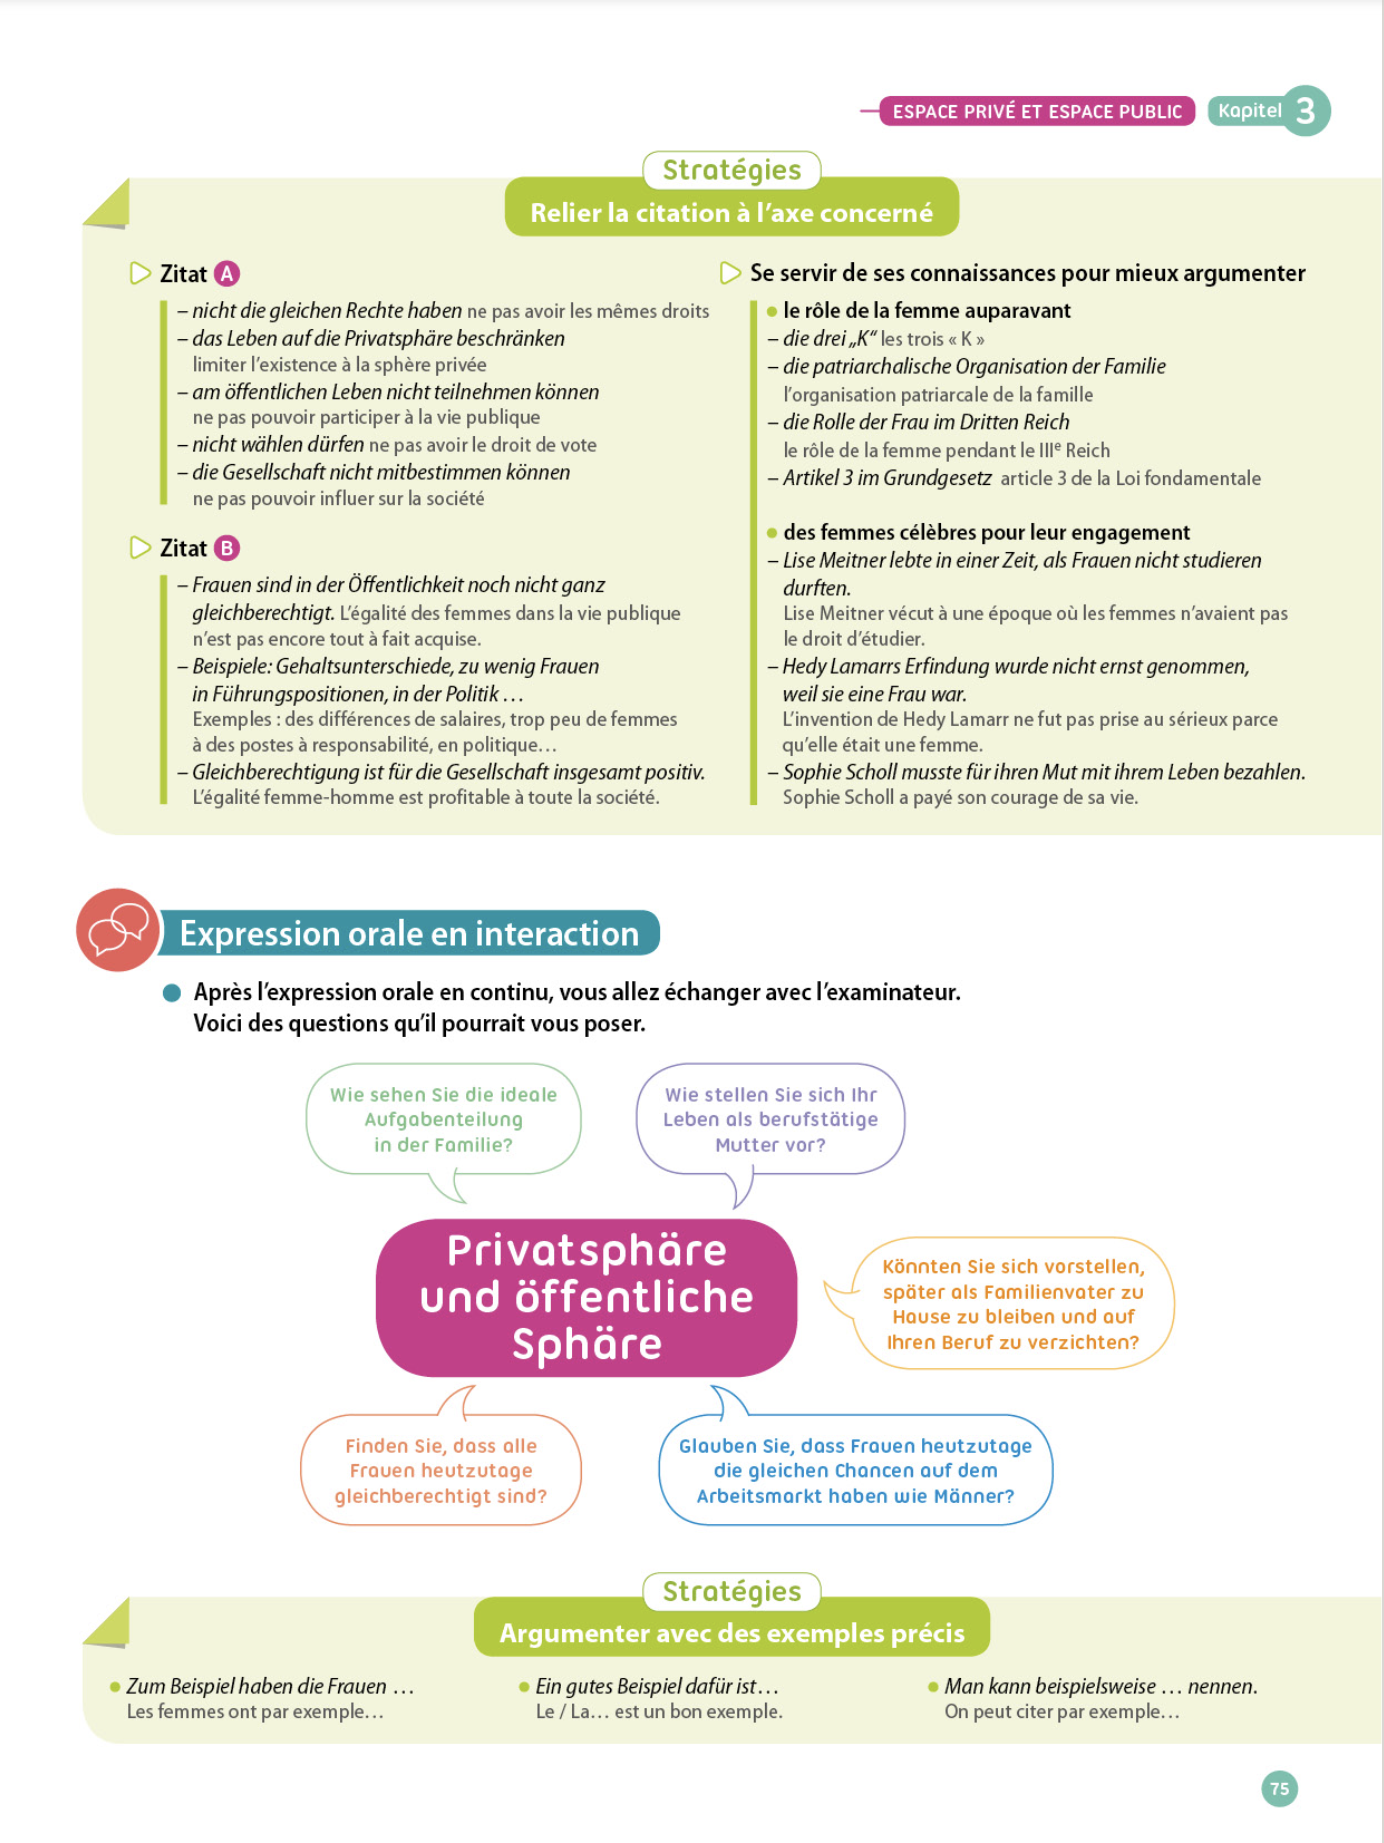 ESPACE PRIVÉ ET ESPACE PUBLIC Kapitel 3
Stratégies
Relier la citation à l'axe concerné
Zitat A
– nicht die gleichen Rechte haben ne pas avoir les mêmes droits
– das Leben auf die Privatsphäre beschränken
limiter l'existence à la sphère privée
– am öffentlichen Leben nicht teilnehmen können
ne pas pouvoir participer à la vie publique
– nicht wählen dürfen ne pas avoir le droit de vote
– die Gesellschaft nicht mitbestimmen können
ne pas pouvoir influer sur la société
Zitat B
– Frauen sind in der Öffentlichkeit noch nicht ganz
gleichberechtigt. L'égalité des femmes dans la vie publique
n'est pas encore tout à fait acquise.
– Beispiele: Gehaltsunterschiede, zu wenig Frauen
in Führungspositionen, in der Politik …
Exemples : des différences de salaires, trop peu de femmes
à des postes à responsabilité, en politique…
– Gleichberechtigung ist für die Gesellschaft insgesamt positiv.
L'égalité femme-homme est profitable à toute la société.
Se servir de ses connaissances pour mieux argumenter
• le rôle de la femme auparavant
– die drei „K“ les trois « K »
– die patriarchalische Organisation der Familie
l'organisation patriarcale de la famille
– die Rolle der Frau im Dritten Reich
le rôle de la femme pendant le IIIe Reich
– Artikel 3 im Grundgesetz article 3 de la Loi fondamentale
• des femmes célèbres pour leur engagement
– Lise Meitner lebte in einer Zeit, als Frauen nicht studieren
durften.
Lise Meitner vécut à une époque où les femmes n'avaient pas
le droit d'étudier.
– Hedy Lamarrs Erfindung wurde nicht ernst genommen,
weil sie eine Frau war.
L'invention de Hedy Lamarr ne fut pas prise au sérieux parce
qu'elle était une femme.
– Sophie Scholl musste für ihren Mut mit ihrem Leben bezahlen.
Sophie Scholl a payé son courage de sa vie.
Expression orale en interaction
• Après l'expression orale en continu, vous allez échanger avec l'examinateur.
Voici des questions qu'il pourrait vous poser.
Wie sehen Sie die ideale
Aufgabenteilung
in der Familie?
Wie stellen Sie sich Ihr
Leben als berufstätige
Mutter vor?
Privatsphäre
und öffentliche
Sphäre
Könnten Sie sich vorstellen,
später als Familienvater zu
Hause zu bleiben und auf
Ihren Beruf zu verzichten?
Finden Sie, dass alle
Frauen heutzutage
gleichberechtigt sind?
Glauben Sie, dass Frauen heutzutage
die gleichen Chancen auf dem
Arbeitsmarkt haben wie Männer?
Stratégies
Argumenter avec des exemples précis
• Zum Beispiel haben die Frauen …
Les femmes ont par exemple…
• Ein gutes Beispiel dafür ist…
Le / La… est un bon exemple.
• Man kann beispielsweise … nennen.
On peut citer par exemple…
75